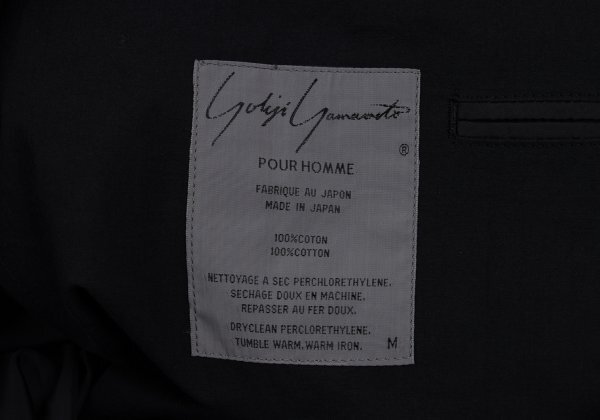 Yohji Yamamoto
®
POUR HOMME
FABRIQUE AU JAPON
MADE IN JAPAN
100%COTON
100%COTTON
NETTOYAGE A SEC PERCHLORETHYLENE.
SECHAGE DOUX EN MACHINE.
REPASSER AU FER DOUX.
DRYCLEAN PERCLORETHYLENE.
TUMBLE WARM. WARM IRON. M